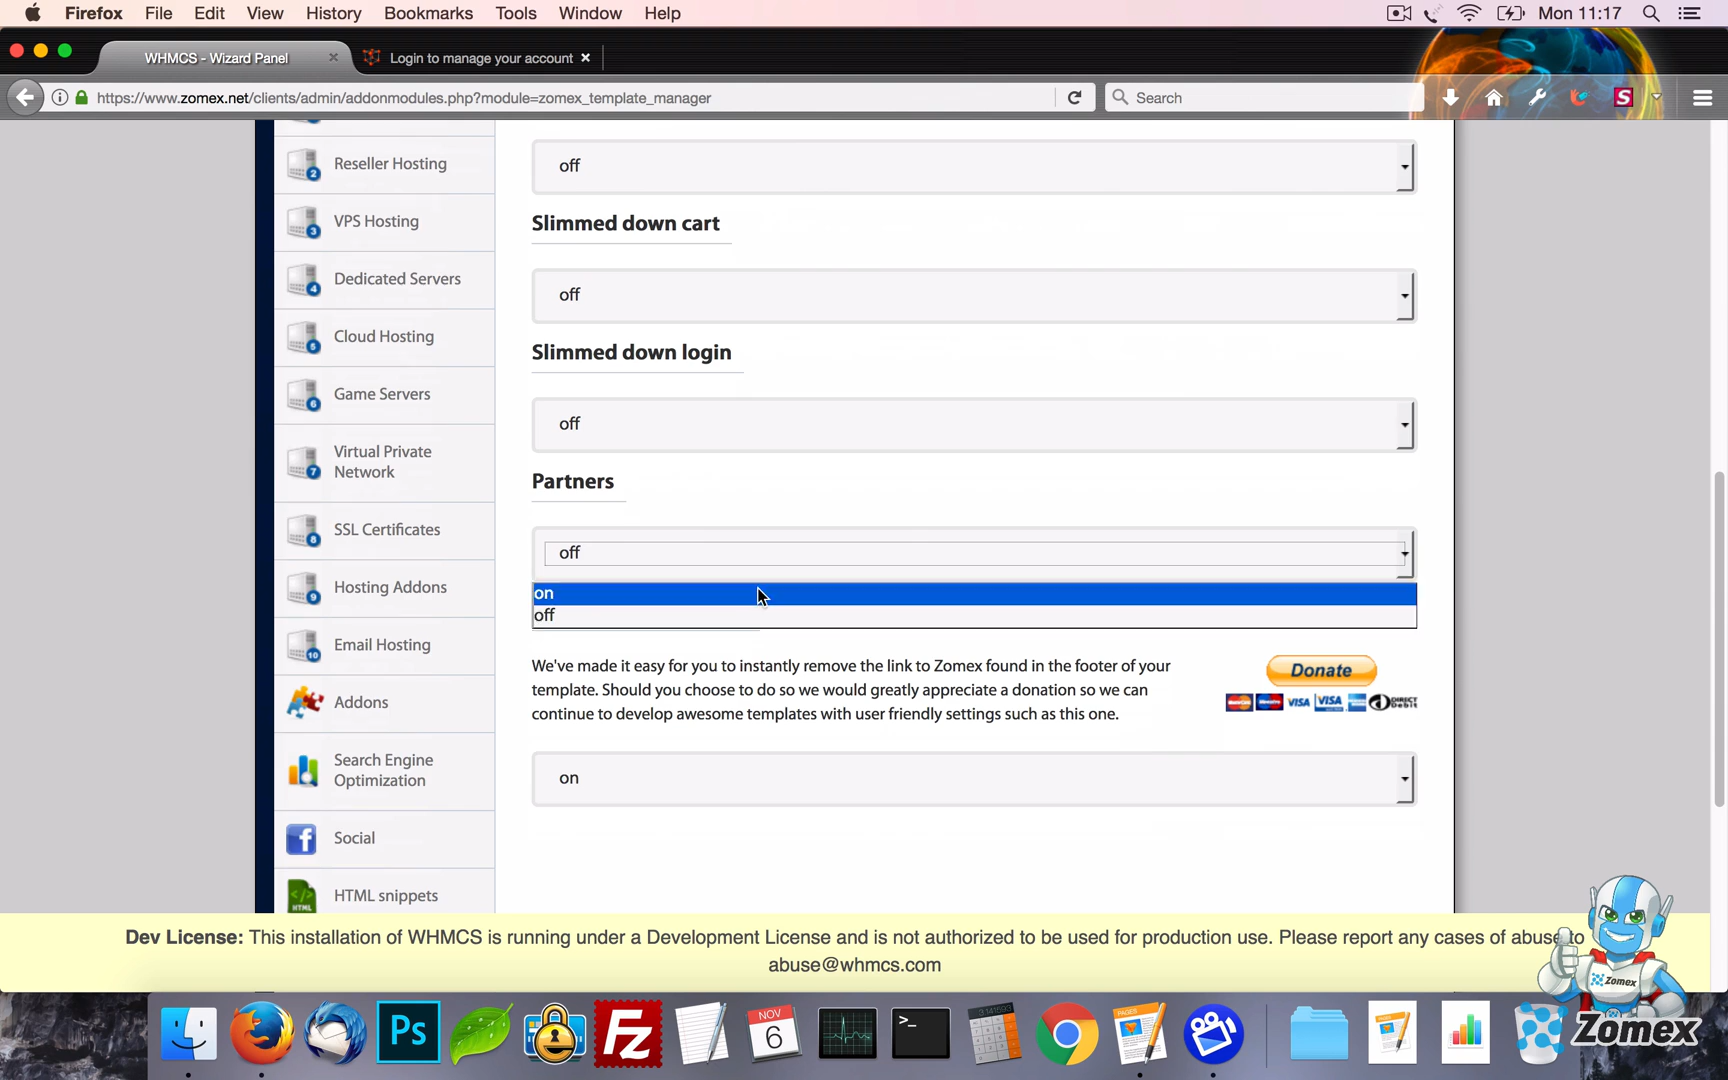 Firefox File Edit View History Bookmarks Tools Window Help Mon 11:17
WHMCS - Wizard Panel Login to manage your account
https://www.zomex.net/clients/admin/addonmodules.php?module=zomex_template_manager Search
off
Reseller Hosting
Slimmed down cart
VPS Hosting
off
Dedicated Servers
Cloud Hosting
Slimmed down login
off
Game Servers
Virtual Private
Network
Partners
SSL Certificates
off
on
off
Hosting Addons
Email Hosting
We've made it easy for you to instantly remove the link to Zomex found in the footer of your
template. Should you choose to do so we would greatly appreciate a donation so we can
continue to develop awesome templates with user friendly settings such as this one.
Donate
VISA VISA DIRECT Debit
Addons
on
Search Engine
Optimization
Social
HTML snippets
Dev License: This installation of WHMCS is running under a Development License and is not authorized to be used for production use. Please report any cases of abuse to
abuse@whmcs.com
Zomex
Ps
Fz
NOV
6
Zomex